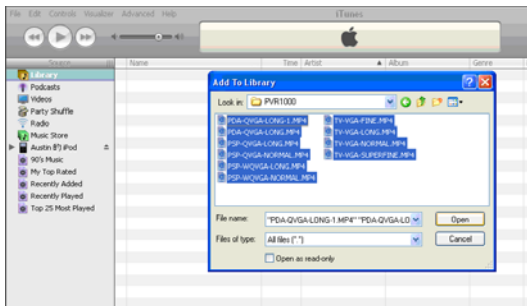 File Edit Controls Visualizer Advanced Help
iTunes
Source
Name Time Artist Album Genre
Library
Podcasts
Videos
Party Shuffle
Radio
Music Store
iPod
90's Music
My Top Rated
Recently Added
Recently Played
Top 25 Most Played
Add To Library
Look in: PVR1000
PDA-QVGA-LONG-1.MP4 TV-VGA-FINE.MP4
PDA-QVGA-LONG.MP4 TV-VGA-LONG.MP4
PSP-QVGA-LONG.MP4 TV-VGA-NORMAL.MP4
PSP-QVGA-NORMAL.MP4 TV-VGA-SUPERFINE.MP4
PSP-WQVGA-LONG.MP4
PSP-WQVGA-NORMAL.MP4
File name: "PDA-QVGA-LONG-1.MP4" "PDA-QVGA-LO Open
Files of type: All files (*.*) Cancel
Open as read-only